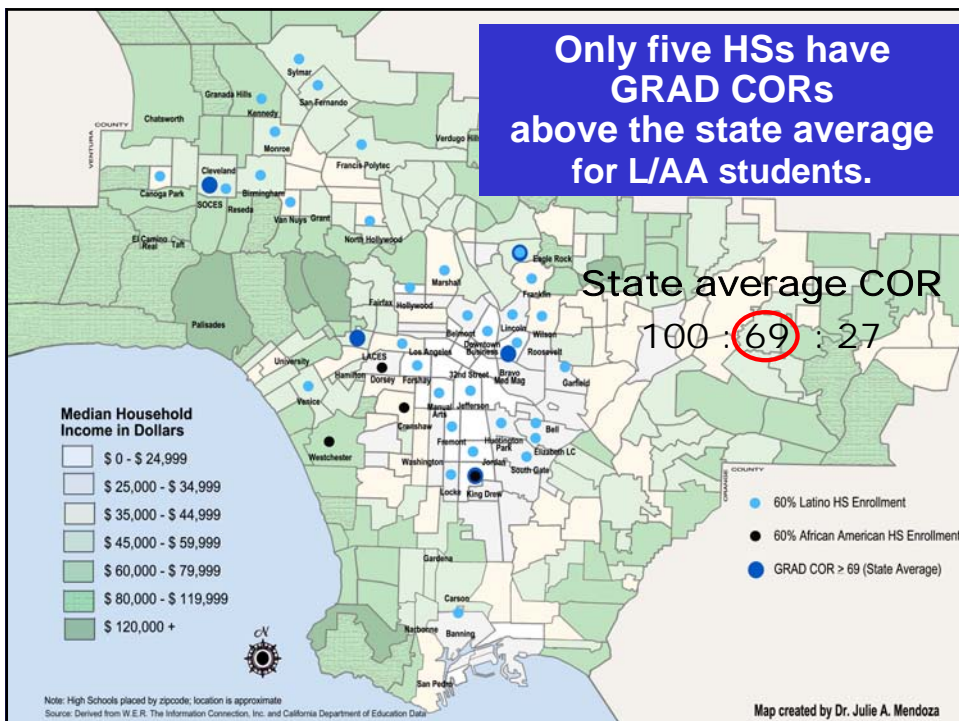 Only five HSs have
GRAD CORs
above the state average
for L/AA students.
State average COR
100 : 69 : 27
VENTURA COUNTY
Sylmar
Granada Hills
Kennedy
San Fernando
Chatsworth
Verdugo Hills
Monroe
Francis Polytec
Cleveland
Canoga Park
SOCES
Reseda
Birmingham
Van Nuys
Grant
El Camino
Real
Taft
North Hollywood
Eagle Rock
Marshall
Franklin
Fairfax
Hollywood
Palisades
Belmont
Lincoln
Wilson
Downtown
Business
Roosevelt
University
LACES
Los Angeles
Hamilton
Dorsey
Forshay
32nd Street
Bravo
Med Mag
Garfield
Venice
Manual
Arts
Jefferson
Crenshaw
Bell
Westchester
Fremont
Huntington
Park
Elizabeth LC
Washington
Jordan
South Gate
Locke
King Drew
ORANGE COUNTY
Gardena
Carson
Narbonne
Banning
San Pedro
Median Household
Income in Dollars
$ 0 - $ 24,999
$ 25,000 - $ 34,999
$ 35,000 - $ 44,999
$ 45,000 - $ 59,999
$ 60,000 - $ 79,999
$ 80,000 - $ 119,999
$ 120,000 +
N
60% Latino HS Enrollment
60% African American HS Enrollment
GRAD COR ≥ 69 (State Average)
Note: High Schools placed by zipcode; location is approximate
Source: Derived from W.E.R. The Information Connection, Inc. and California Department of Education Data
Map created by Dr. Julie A. Mendoza